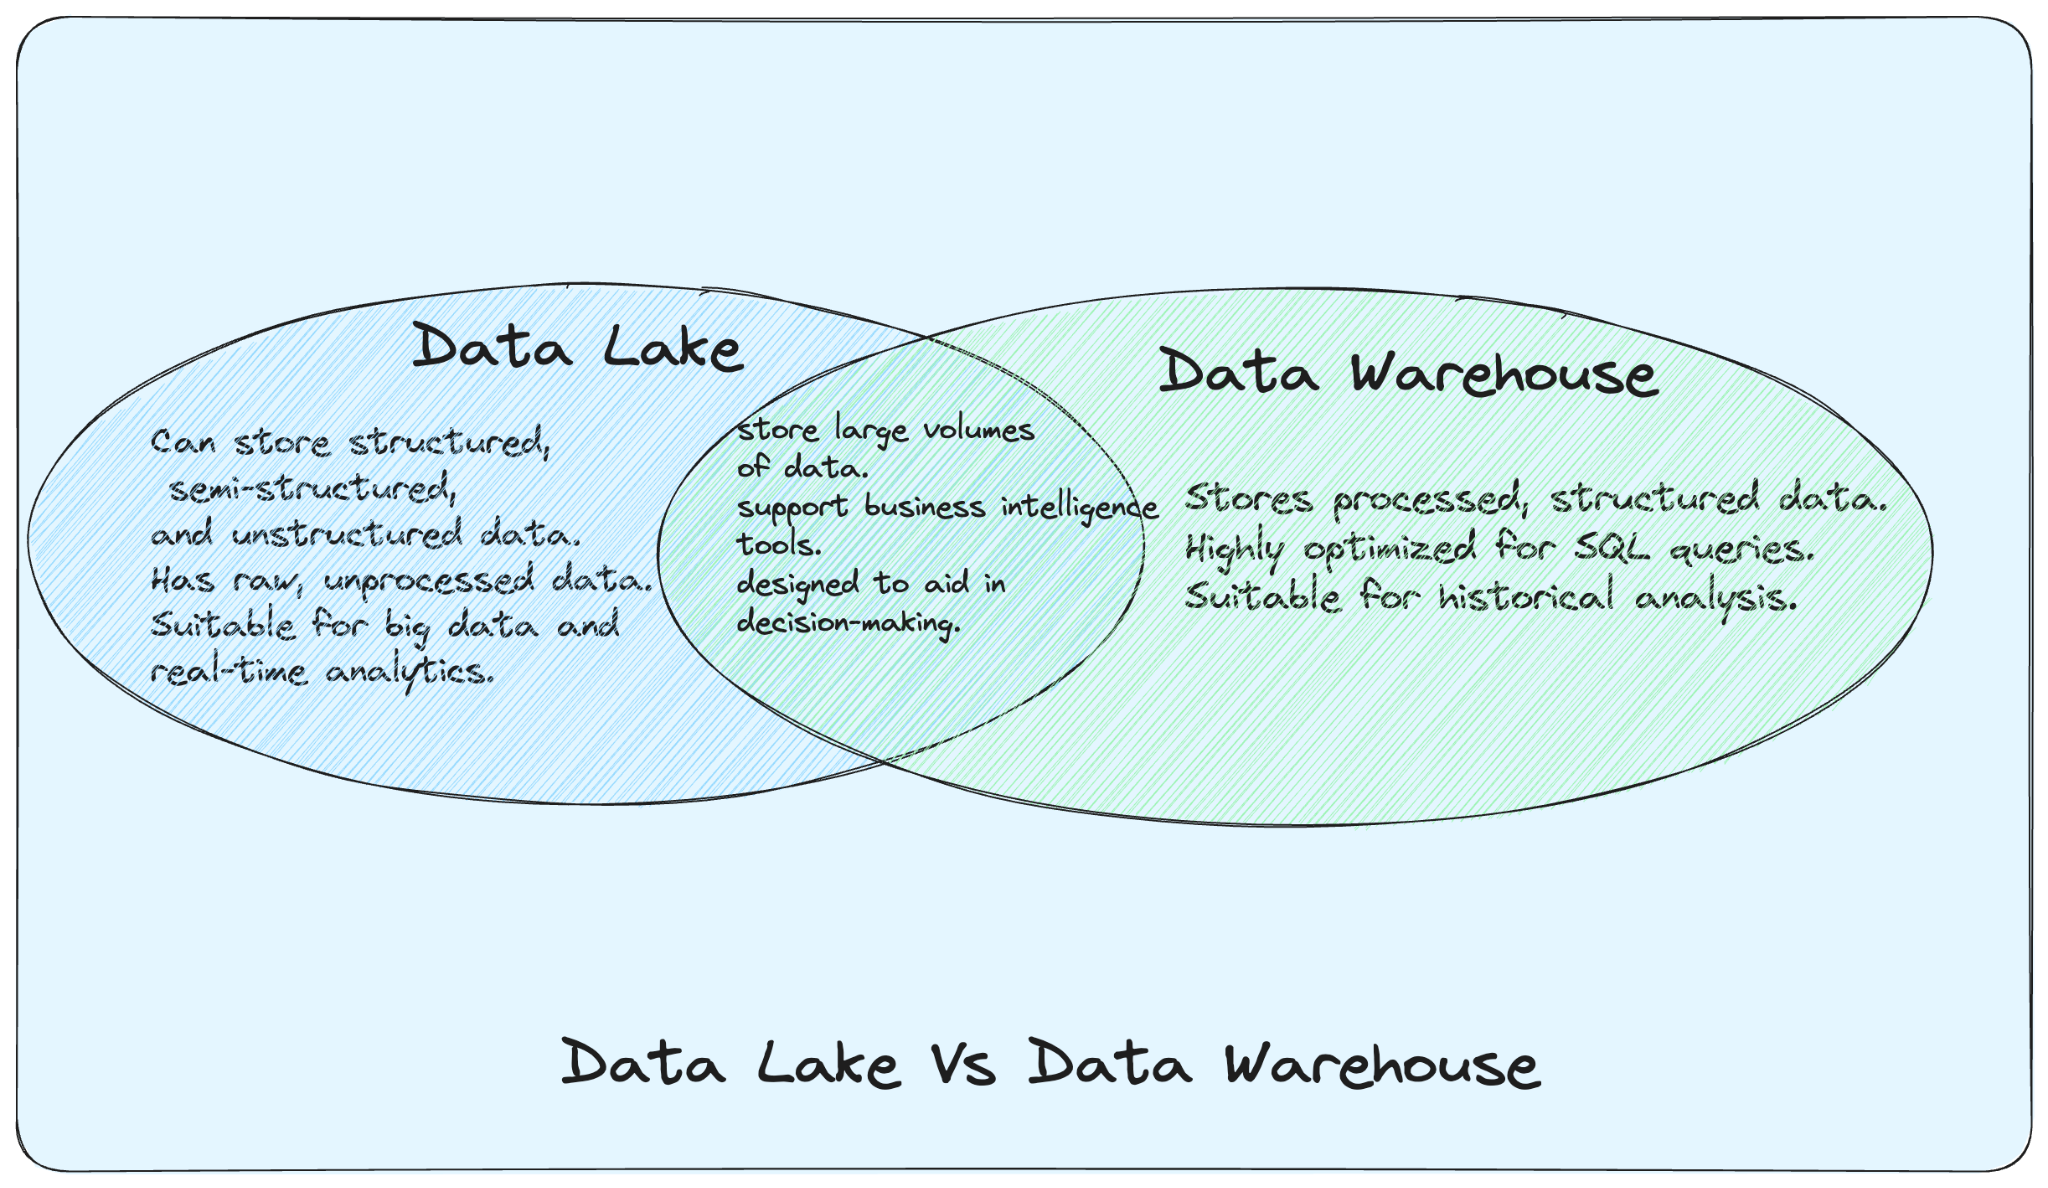 Data Lake
Can store structured,
semi-structured,
and unstructured data.
Has raw, unprocessed data.
Suitable for big data and
real-time analytics.
store large volumes
of data.
support business intelligence
tools.
designed to aid in
decision-making.
Data Warehouse
Stores processed, structured data.
Highly optimized for SQL queries.
Suitable for historical analysis.
Data Lake Vs Data Warehouse